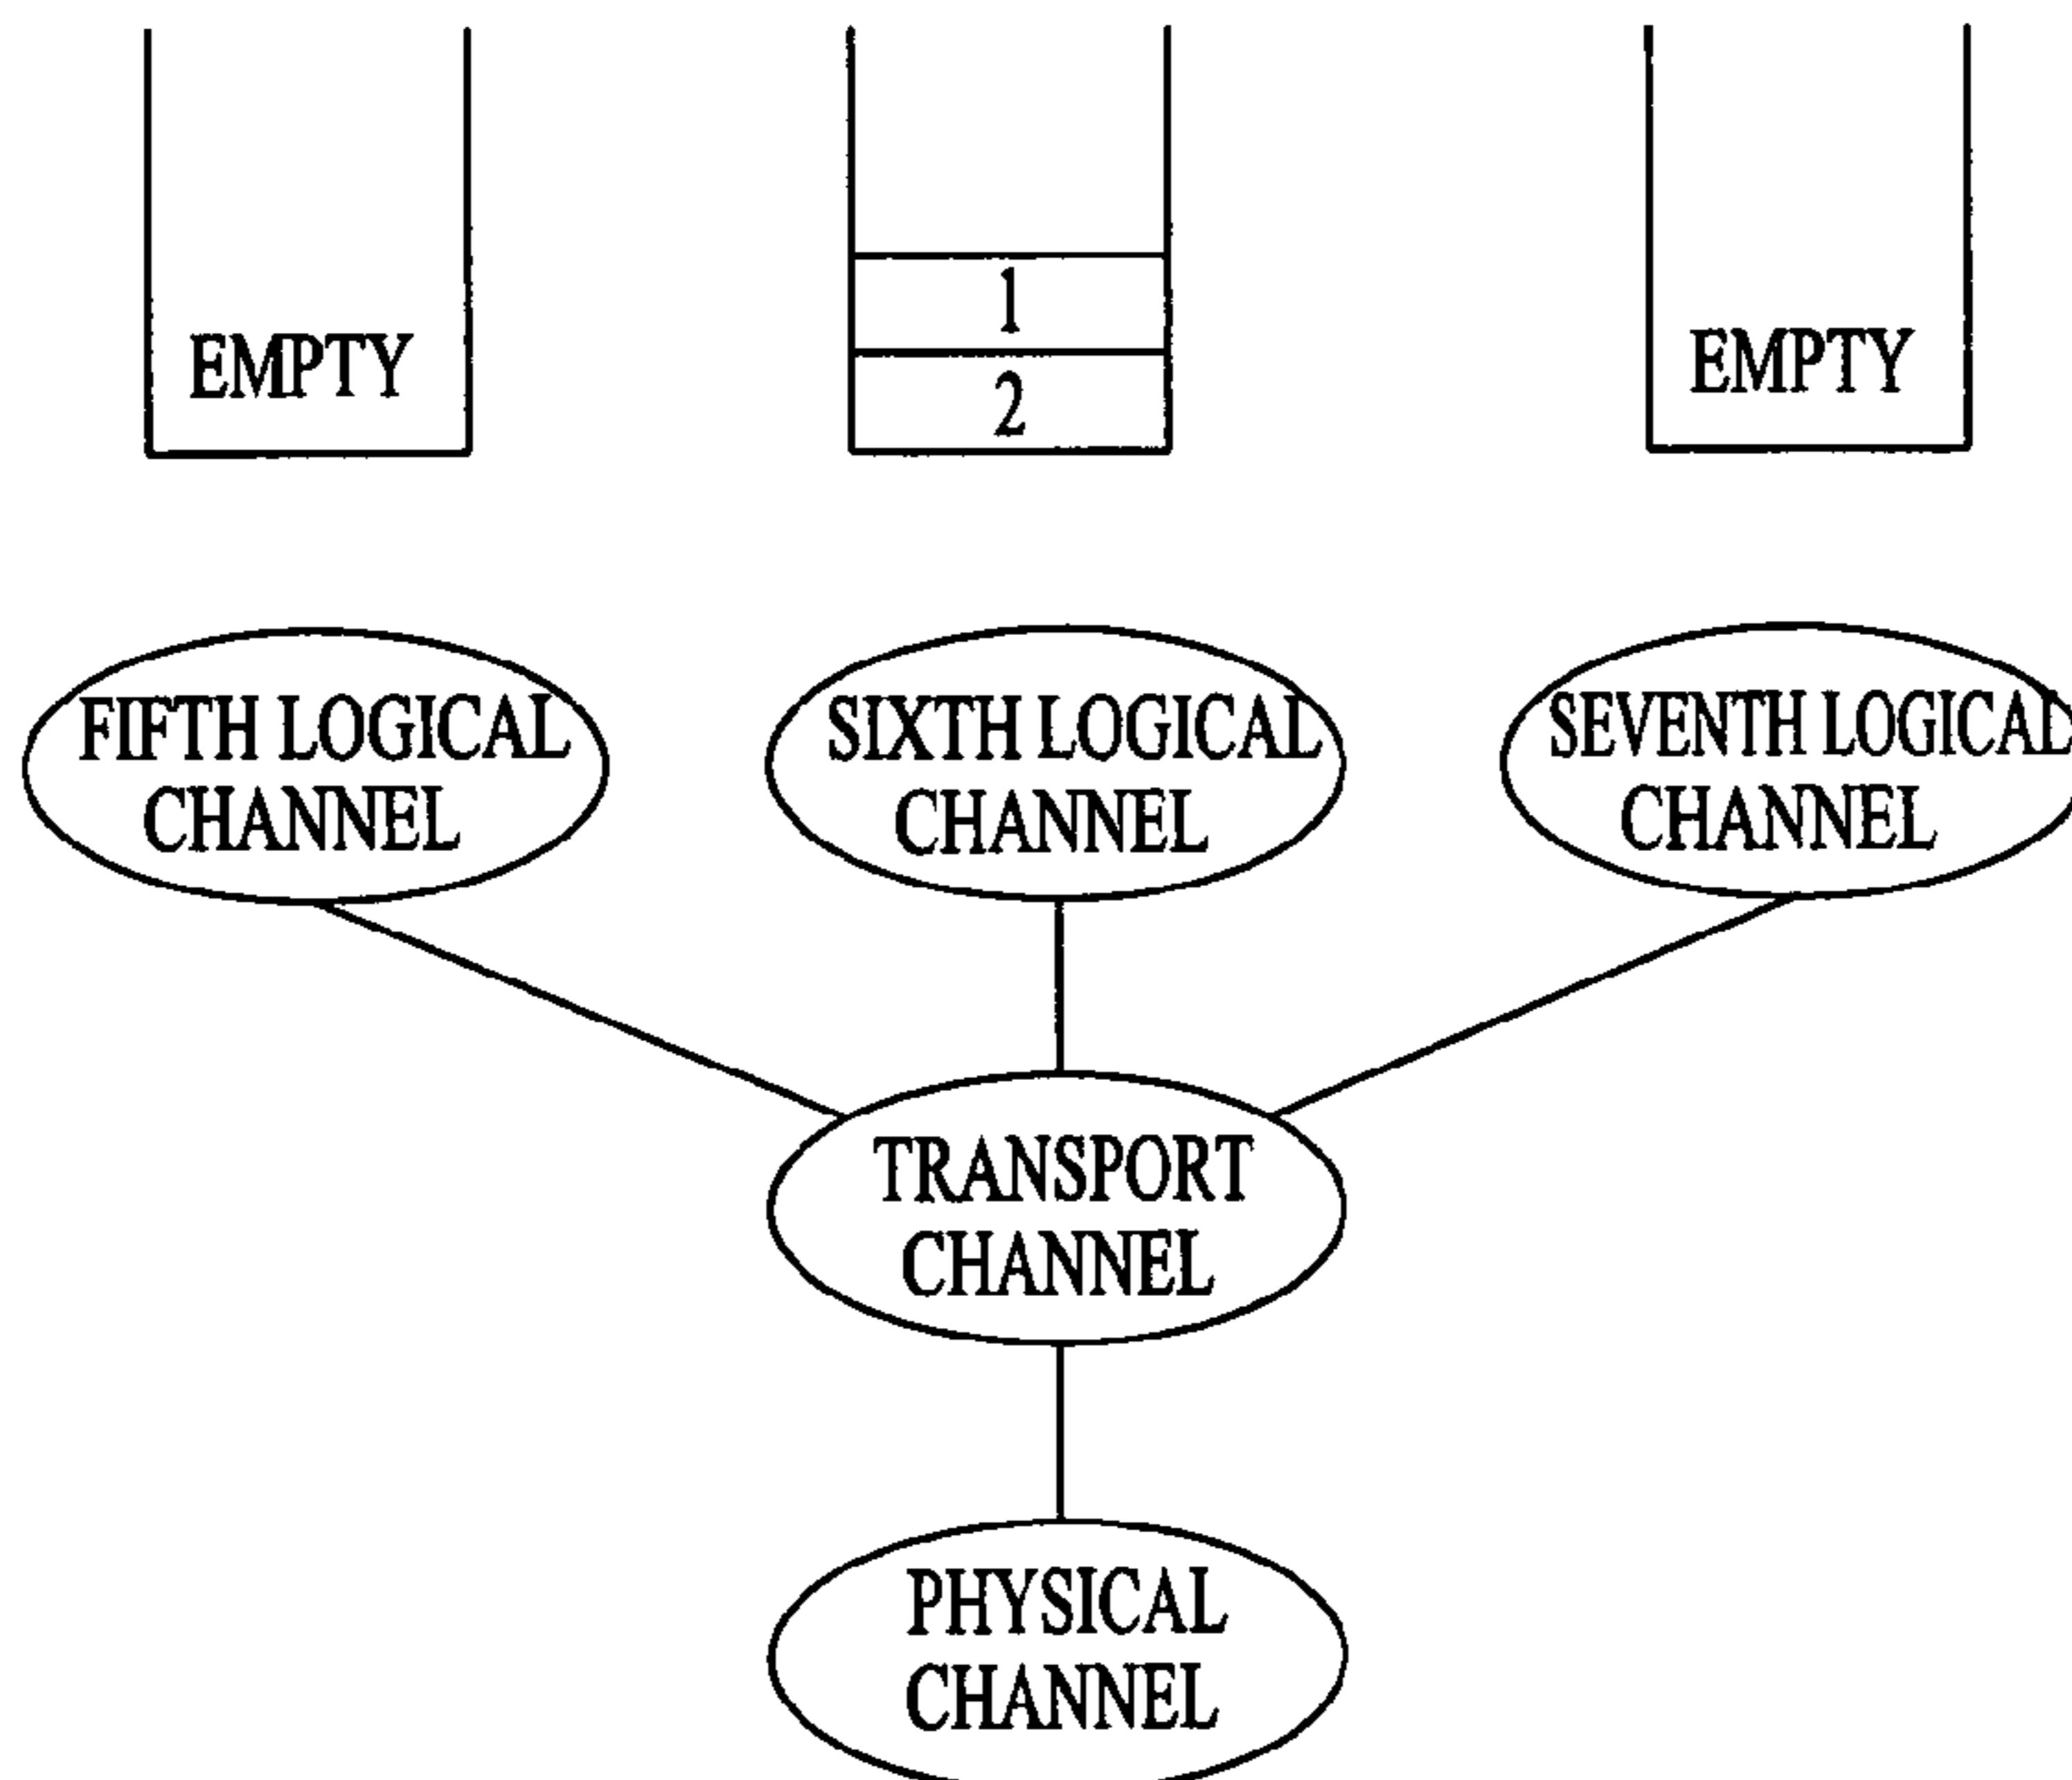 EMPTY
1
2
EMPTY
FIFTH LOGICAL
CHANNEL
SIXTH LOGICAL
CHANNEL
SEVENTH LOGICAL
CHANNEL
TRANSPORT
CHANNEL
PHYSICAL
CHANNEL